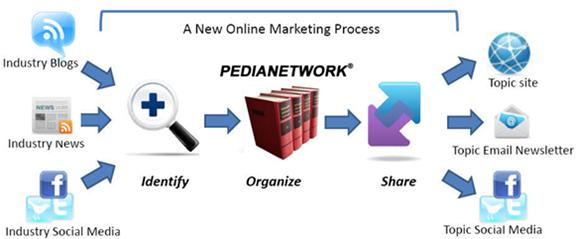 A New Online Marketing Process
Industry Blogs
PEDIANETWORK®
Topic site
NEWS
Industry News
Topic Email Newsletter
Identify
Organize
Share
Industry Social Media
Topic Social Media